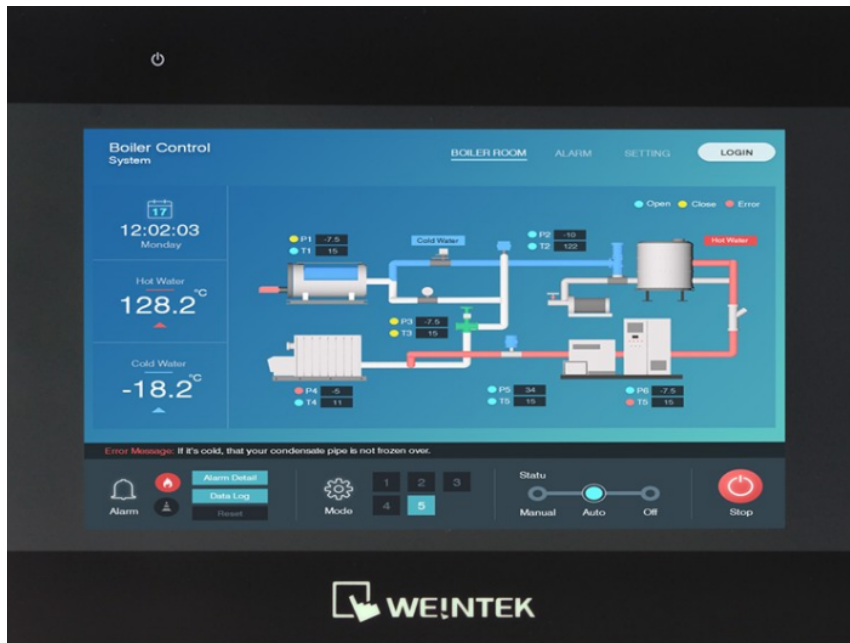 Boiler Control
System
BOILER ROOM
ALARM
SETTING
LOGIN
17
12:02:03
Monday
Hot Water
128.2°C
Cold Water
-18.2°C
Open
Close
Error
P1 -7.5
T1 15
Cold Water
P2 -10
T2 122
Hot Water
P3 -7.5
T3 15
P4 -5
T4 11
P5 34
T5 15
P6 -7.5
T5 15
Error Message: If it's cold, that your condensate pipe is not frozen over.
Alarm
Alarm Detail
Data Log
Reset
Mode
1 2 3
4 5
Statu
Manual Auto Off
Stop
WE!NTEK